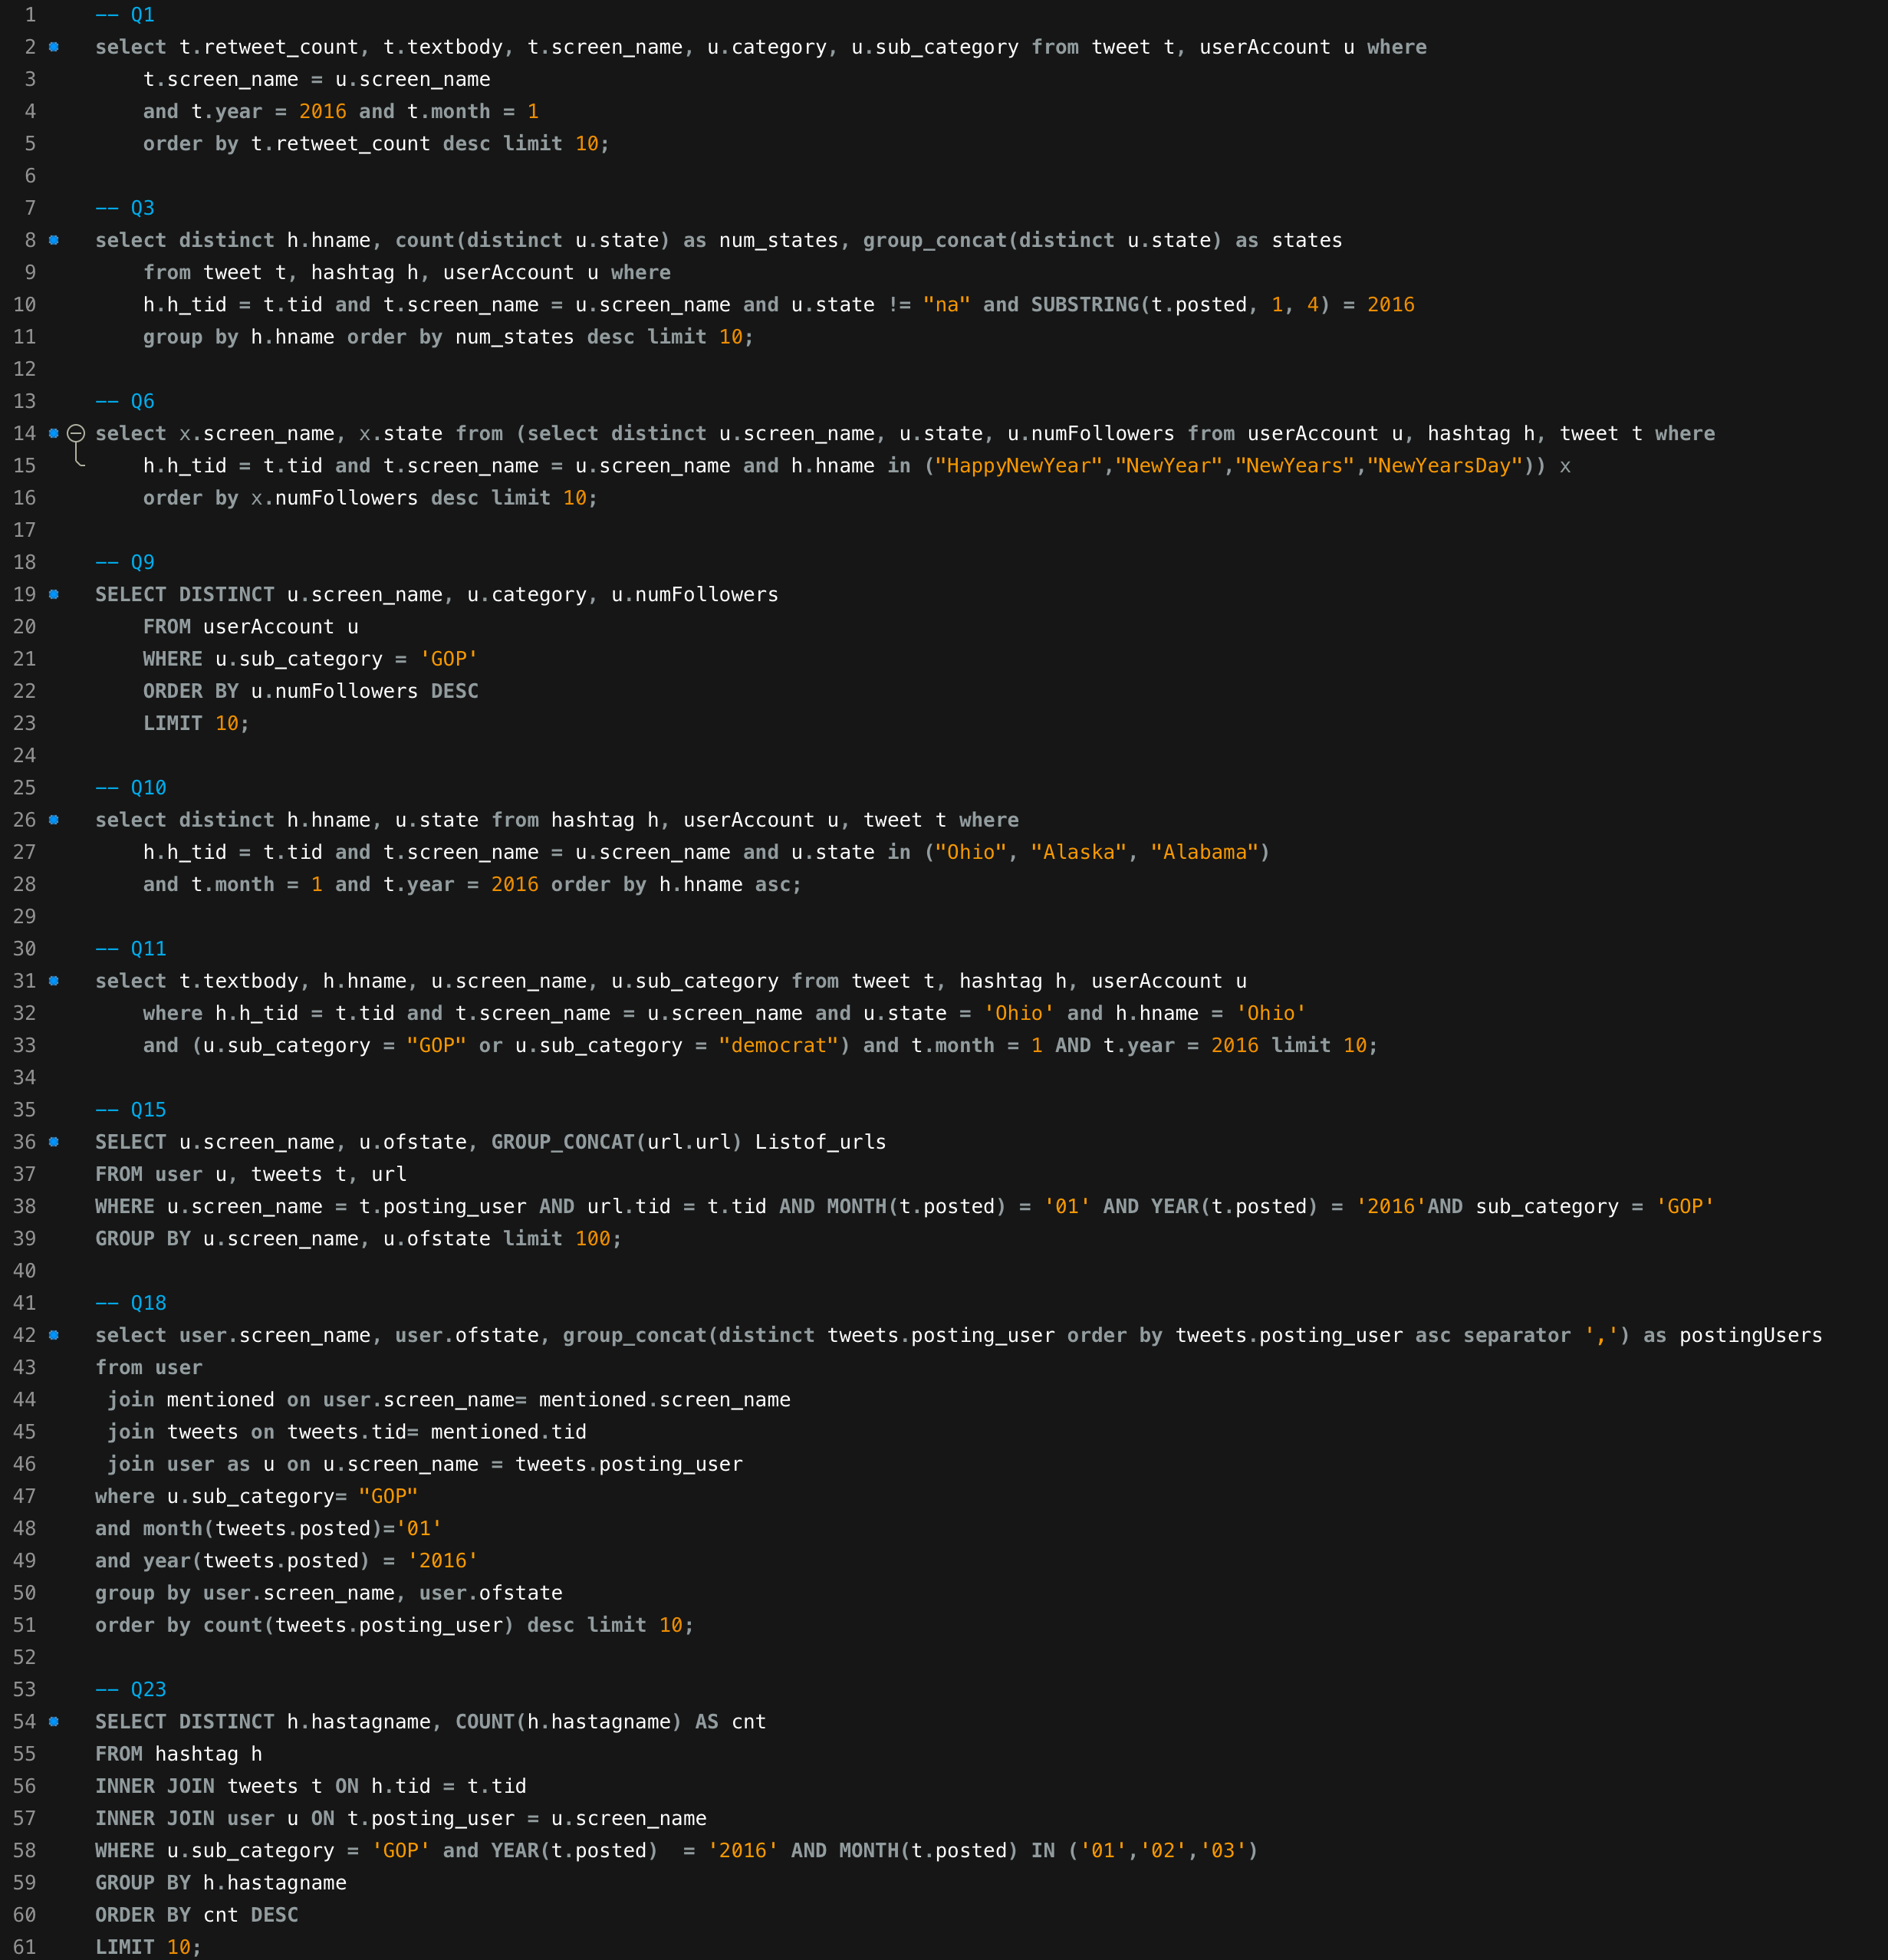 1 -- Q1
2 select t.retweet_count, t.textbody, t.screen_name, u.category, u.sub_category from tweet t, userAccount u where
3 t.screen_name = u.screen_name
4 and t.year = 2016 and t.month = 1
5 order by t.retweet_count desc limit 10;
6
7 -- Q3
8 select distinct h.hname, count(distinct u.state) as num_states, group_concat(distinct u.state) as states
9 from tweet t, hashtag h, userAccount u where
10 h.h_tid = t.tid and t.screen_name = u.screen_name and u.state != "na" and SUBSTRING(t.posted, 1, 4) = 2016
11 group by h.hname order by num_states desc limit 10;
12
13 -- Q6
14 select x.screen_name, x.state from (select distinct u.screen_name, u.state, u.numFollowers from userAccount u, hashtag h, tweet t where
15 h.h_tid = t.tid and t.screen_name = u.screen_name and h.hname in ("HappyNewYear","NewYear","NewYears","NewYearsDay")) x
16 order by x.numFollowers desc limit 10;
17
18 -- Q9
19 SELECT DISTINCT u.screen_name, u.category, u.numFollowers
20 FROM userAccount u
21 WHERE u.sub_category = 'GOP'
22 ORDER BY u.numFollowers DESC
23 LIMIT 10;
24
25 -- Q10
26 select distinct h.hname, u.state from hashtag h, userAccount u, tweet t where
27 h.h_tid = t.tid and t.screen_name = u.screen_name and u.state in ("Ohio", "Alaska", "Alabama")
28 and t.month = 1 and t.year = 2016 order by h.hname asc;
29
30 -- Q11
31 select t.textbody, h.hname, u.screen_name, u.sub_category from tweet t, hashtag h, userAccount u
32 where h.h_tid = t.tid and t.screen_name = u.screen_name and u.state = 'Ohio' and h.hname = 'Ohio'
33 and (u.sub_category = "GOP" or u.sub_category = "democrat") and t.month = 1 AND t.year = 2016 limit 10;
34
35 -- Q15
36 SELECT u.screen_name, u.ofstate, GROUP_CONCAT(url.url) Listof_urls
37 FROM user u, tweets t, url
38 WHERE u.screen_name = t.posting_user AND url.tid = t.tid AND MONTH(t.posted) = '01' AND YEAR(t.posted) = '2016'AND sub_category = 'GOP'
39 GROUP BY u.screen_name, u.ofstate limit 100;
40
41 -- Q18
42 select user.screen_name, user.ofstate, group_concat(distinct tweets.posting_user order by tweets.posting_user asc separator ',') as postingUsers
43 from user
44 join mentioned on user.screen_name= mentioned.screen_name
45 join tweets on tweets.tid= mentioned.tid
46 join user as u on u.screen_name = tweets.posting_user
47 where u.sub_category= "GOP"
48 and month(tweets.posted)='01'
49 and year(tweets.posted) = '2016'
50 group by user.screen_name, user.ofstate
51 order by count(tweets.posting_user) desc limit 10;
52
53 -- Q23
54 SELECT DISTINCT h.hastagname, COUNT(h.hastagname) AS cnt
55 FROM hashtag h
56 INNER JOIN tweets t ON h.tid = t.tid
57 INNER JOIN user u ON t.posting_user = u.screen_name
58 WHERE u.sub_category = 'GOP' and YEAR(t.posted)  = '2016' AND MONTH(t.posted) IN ('01','02','03')
59 GROUP BY h.hastagname
60 ORDER BY cnt DESC
61 LIMIT 10;